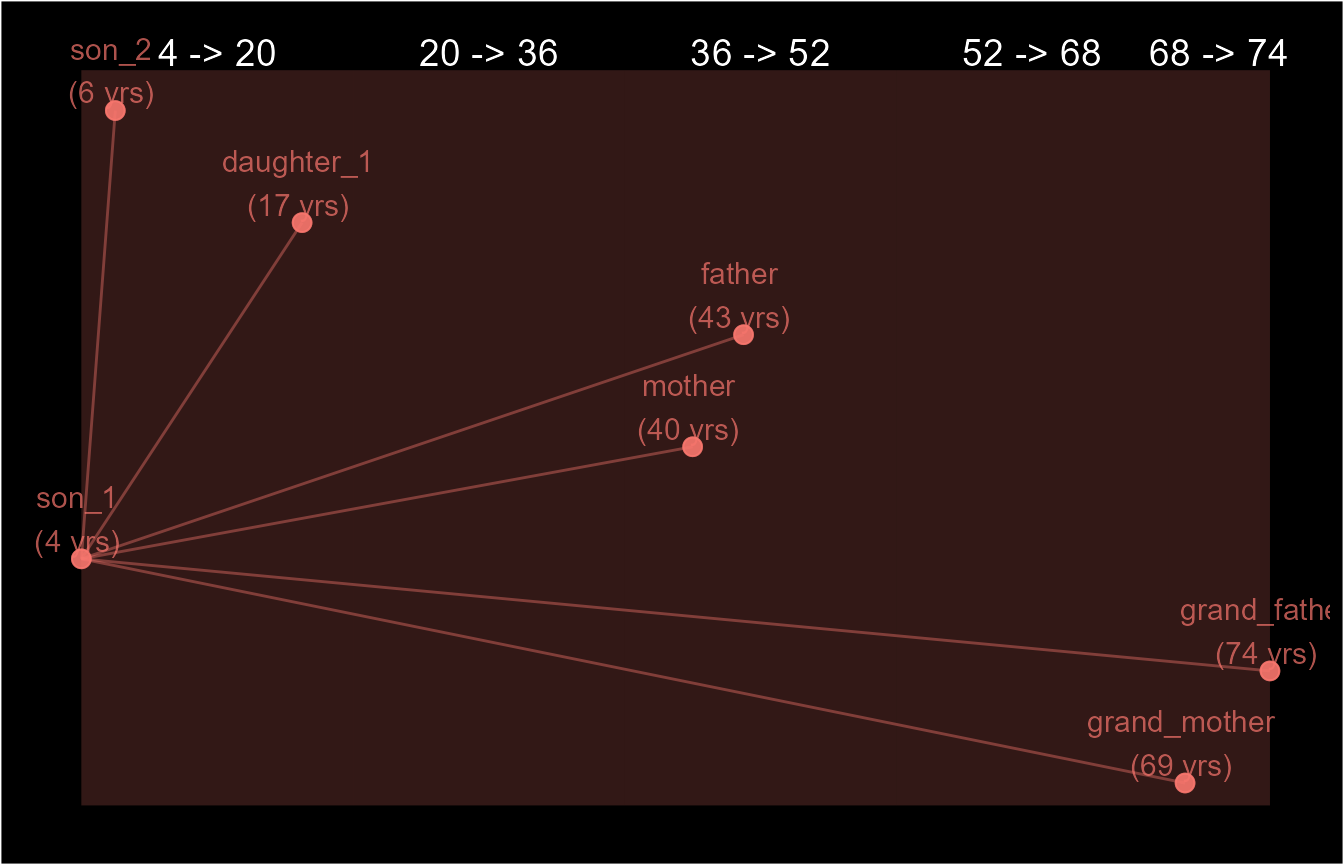 4 -> 20
20 -> 36
36 -> 52
52 -> 68
68 -> 74
son_2
(6 yrs)
daughter_1
(17 yrs)
father
(43 yrs)
mother
(40 yrs)
son_1
(4 yrs)
grand_fathe
(74 yrs)
grand_mother
(69 yrs)